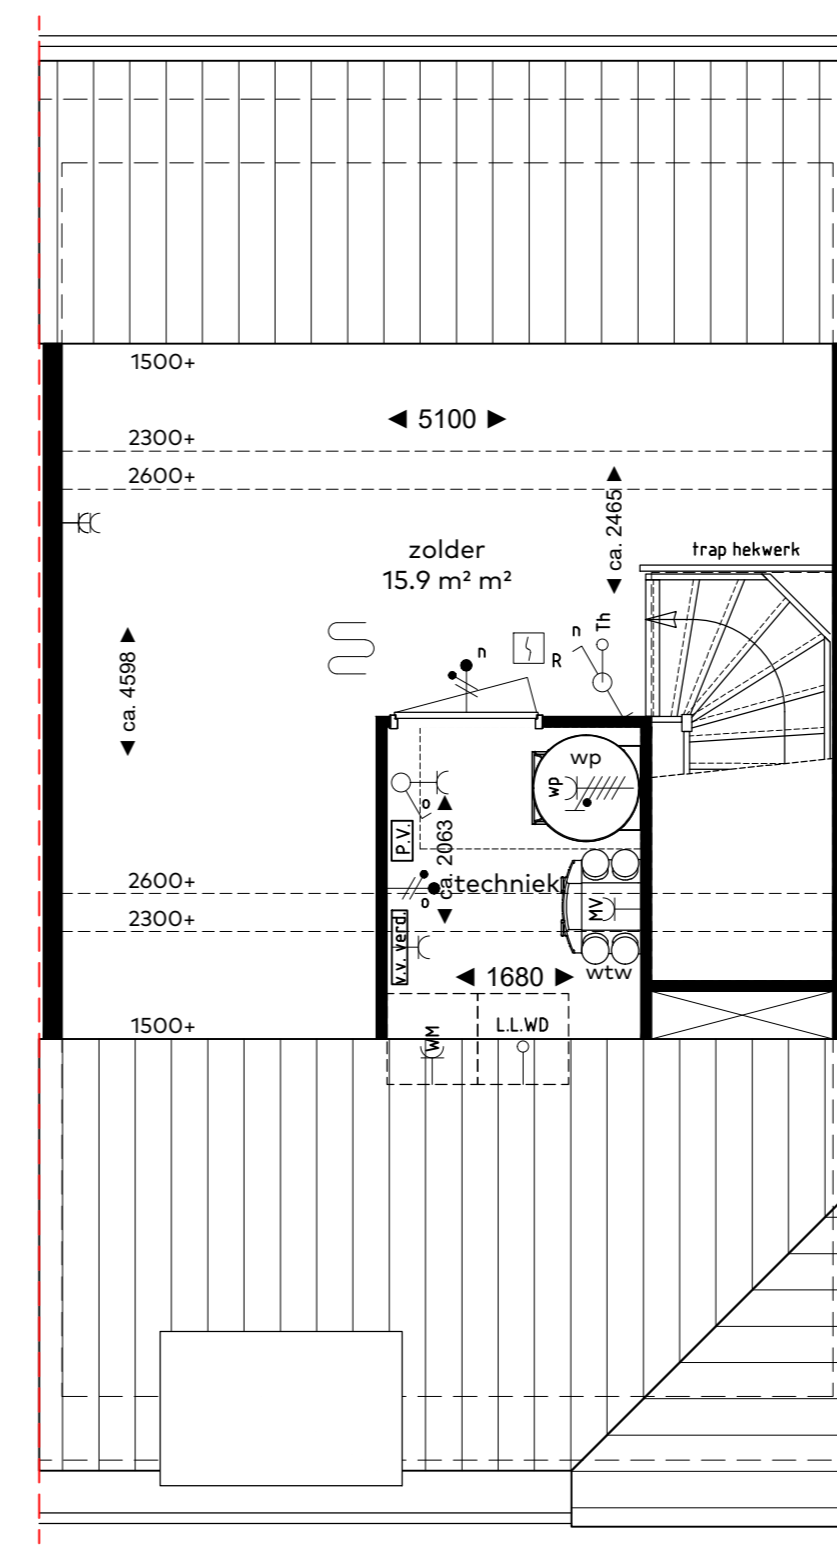 1500+
5100
2300+
2600+
ca. 2465
trap hekwerk
zolder
15.9 m² m²
ca. 4598
n
R
n
Th
wp
wp
o
P.V.
ca. 2063
2600+
techniek
o
MV
2300+
v.v. verd.
wtw
1680
1500+
WM
L.L.WD